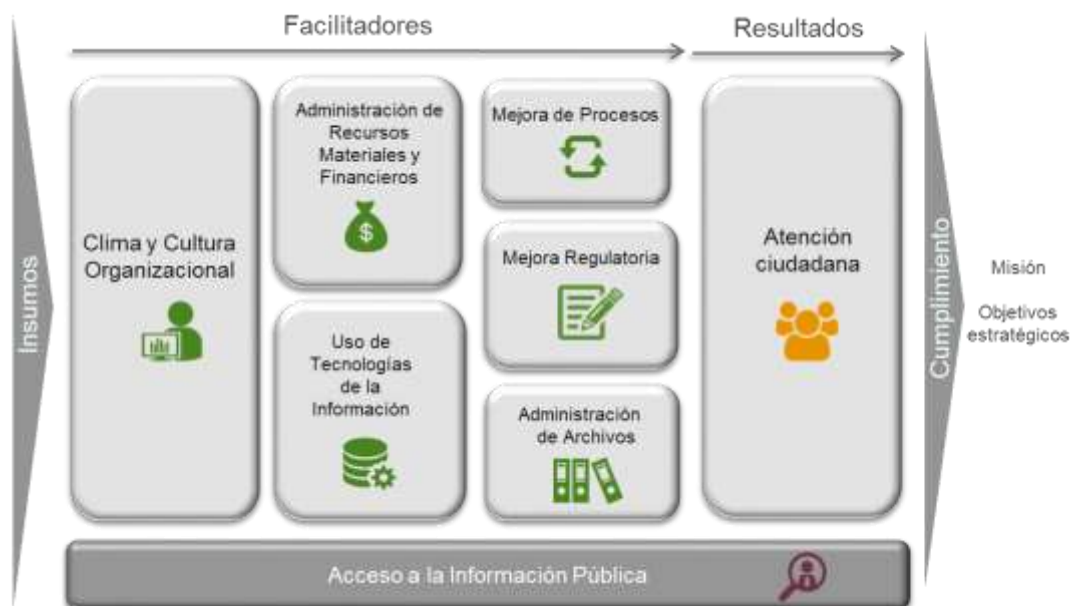 Facilitadores
Resultados
Insumos
Clima y Cultura
Organizacional
Administración de
Recursos
Materiales y
Financieros
$
Uso de
Tecnologías
de la
Información
Mejora de Procesos
Mejora Regulatoria
Administración
de Archivos
Atención
ciudadana
Cumplimiento
Misión
Objetivos
estratégicos
Acceso a la Información Pública